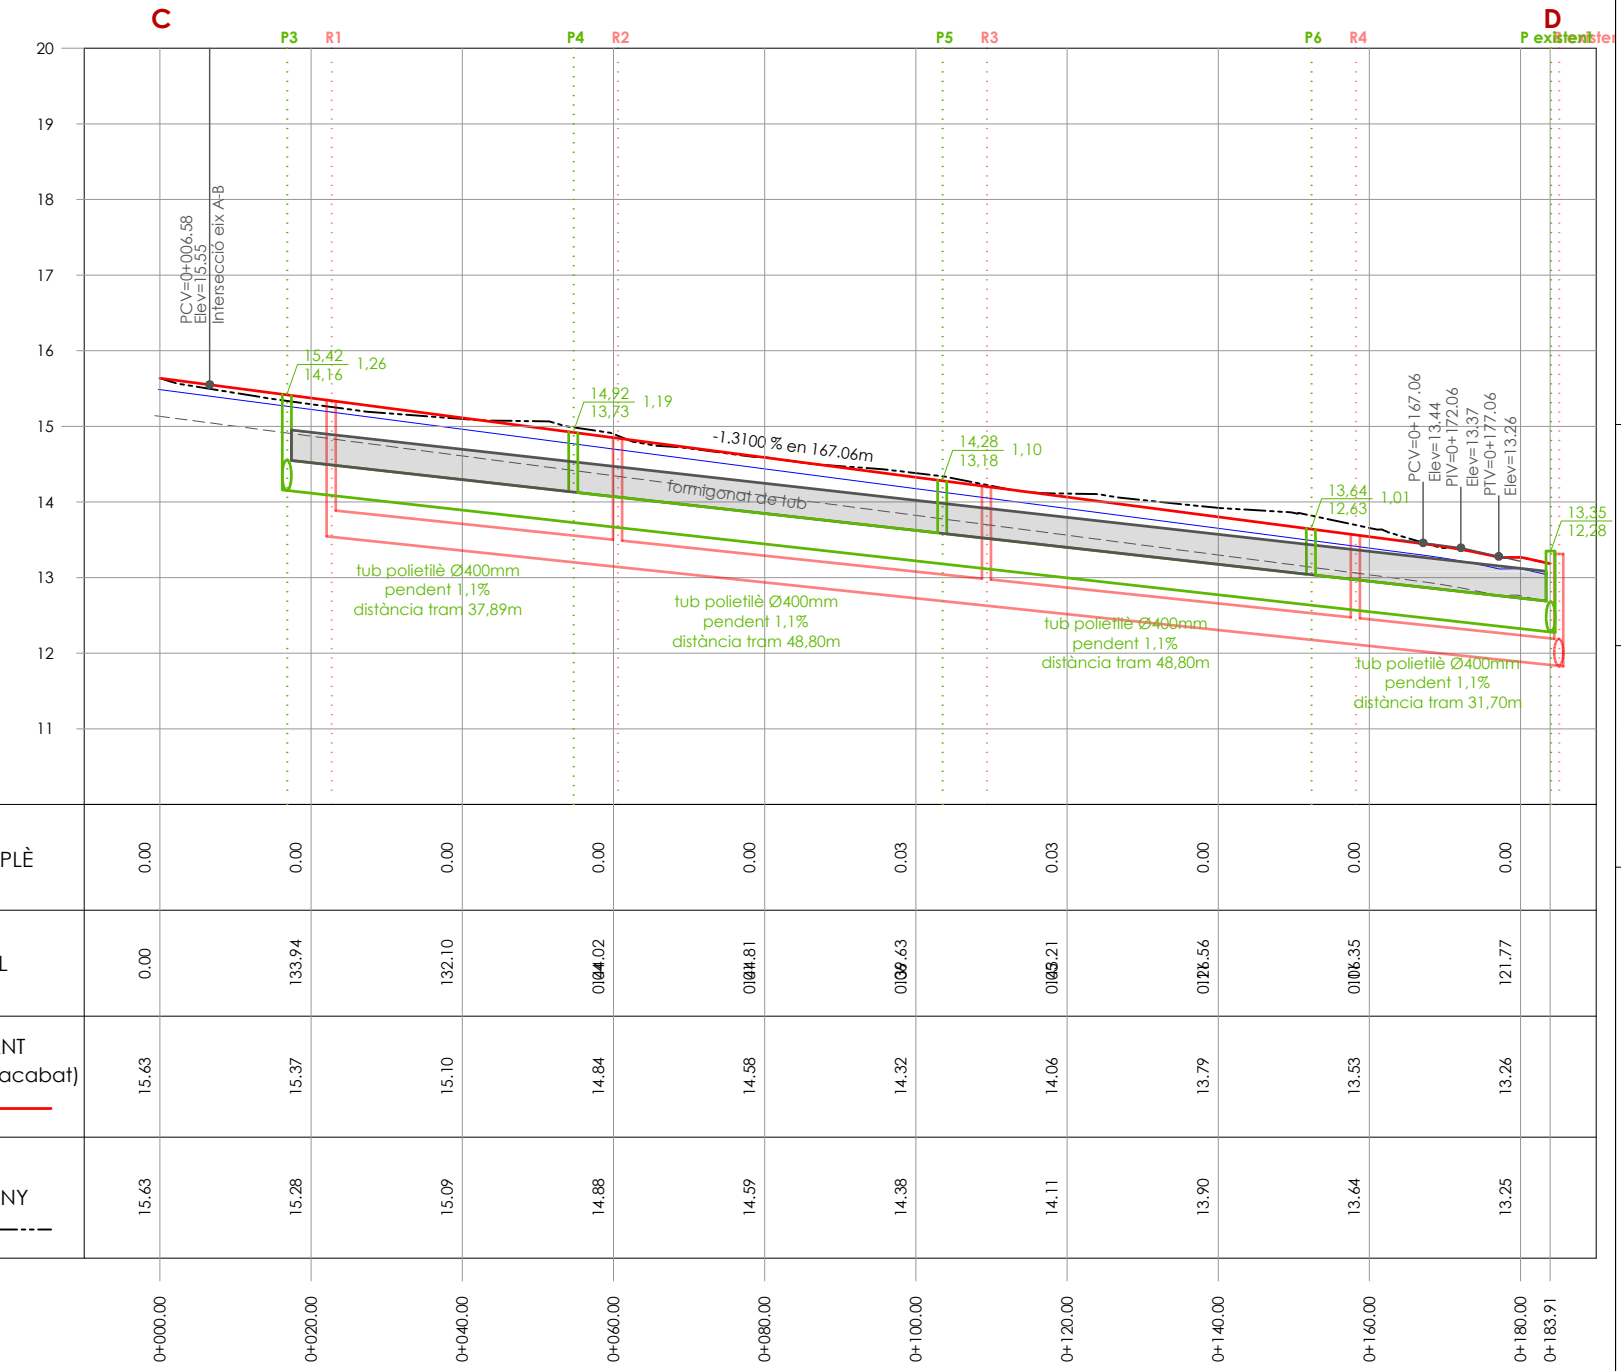 C
D
P3
R1
P4
R2
P5
R3
P6
R4
P existent
20
19
18
17
16
15
14
13
12
11
PCV=0+006.58
Elev=15.55
Intersecció eix A-B
15,42
14,16
1,26
14,92
13,73
1,19
-1.3100 % en 167.06m
14,28
13,18
1,10
13,64
12,63
1,01
PCV=0+167.06
Elev=13.44
PIV=0+172.06
Elev=13.37
PTV=0+177.06
Elev=13.26
13,35
12,28
formigonat de tub
tub polietilè Ø400mm
pendent 1,1%
distància tram 37,89m
tub polietilè Ø400mm
pendent 1,1%
distància tram 48,80m
tub polietilè Ø400mm
pendent 1,1%
distància tram 48,80m
tub polietilè Ø400mm
pendent 1,1%
distància tram 31,70m
PLÈ
0.00
0.00
0.00
0.00
0.00
0.03
0.03
0.00
0.00
0.00
L
0.00
133.94
132.10
121.77
NT
acabat)
15.63
15.37
15.10
14.84
14.58
14.32
14.06
13.79
13.53
13.26
NY
15.63
15.28
15.09
14.88
14.59
14.38
14.11
13.90
13.64
13.25
0+000.00
0+020.00
0+040.00
0+060.00
0+080.00
0+100.00
0+120.00
0+140.00
0+160.00
0+180.00
0+183.91